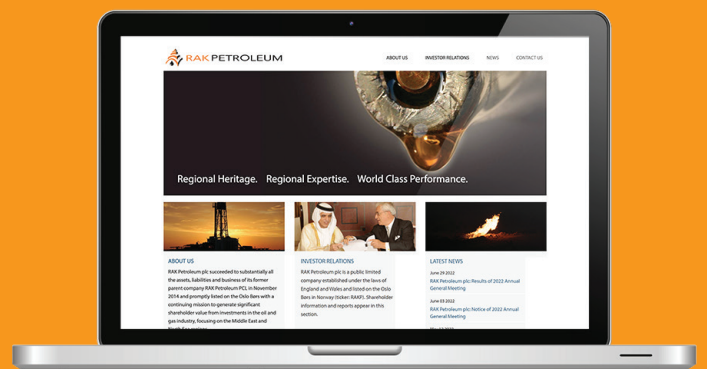 RAK PETROLEUM
ABOUT US
INVESTOR RELATIONS
NEWS
CONTACT US
Regional Heritage. Regional Expertise. World Class Performance.
ABOUT US
RAK Petroleum plc succeeded to substantially all
the assets, liabilities and business of its former
parent company RAK Petroleum PCL in November
2014 and promptly listed on the Oslo Børs with a
continuing mission to generate significant
shareholder value from investments in the oil and
gas industry, focusing on the Middle East and
INVESTOR RELATIONS
RAK Petroleum plc is a public limited
company established under the laws of
England and Wales and listed on the Oslo
Børs in Norway (ticker: RAKP). Shareholder
information and reports appear in this
section.
LATEST NEWS
June 29 2022
RAK Petroleum plc: Results of 2022 Annual
General Meeting
June 03 2022
RAK Petroleum plc: Notice of 2022 Annual
General Meeting